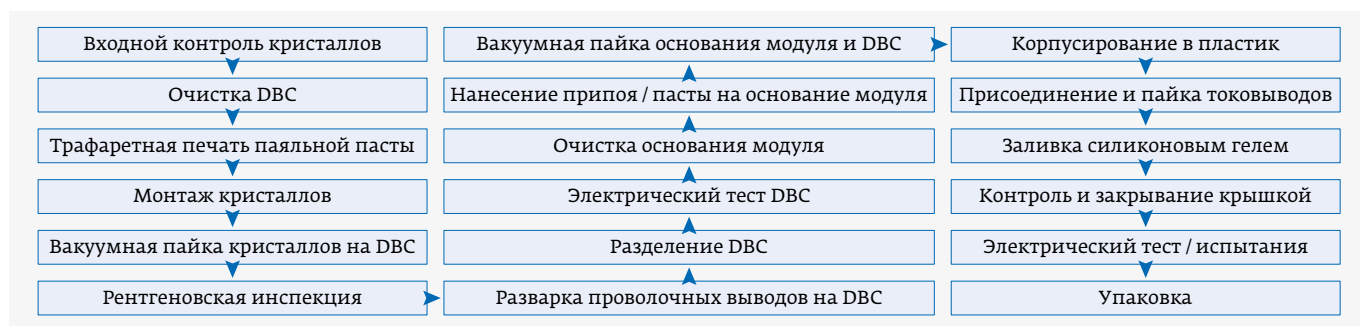 Входной контроль кристаллов
Очистка DBC
Трафаретная печать паяльной пасты
Монтаж кристаллов
Вакуумная пайка кристаллов на DBC
Рентгеновская инспекция
Разварка проволочных выводов на DBC
Разделение DBC
Электрический тест DBC
Очистка основания модуля
Нанесение припоя / пасты на основание модуля
Вакуумная пайка основания модуля и DBC
Корпусирование в пластик
Присоединение и пайка токовыводов
Заливка силиконовым гелем
Контроль и закрывание крышкой
Электрический тест / испытания
Упаковка